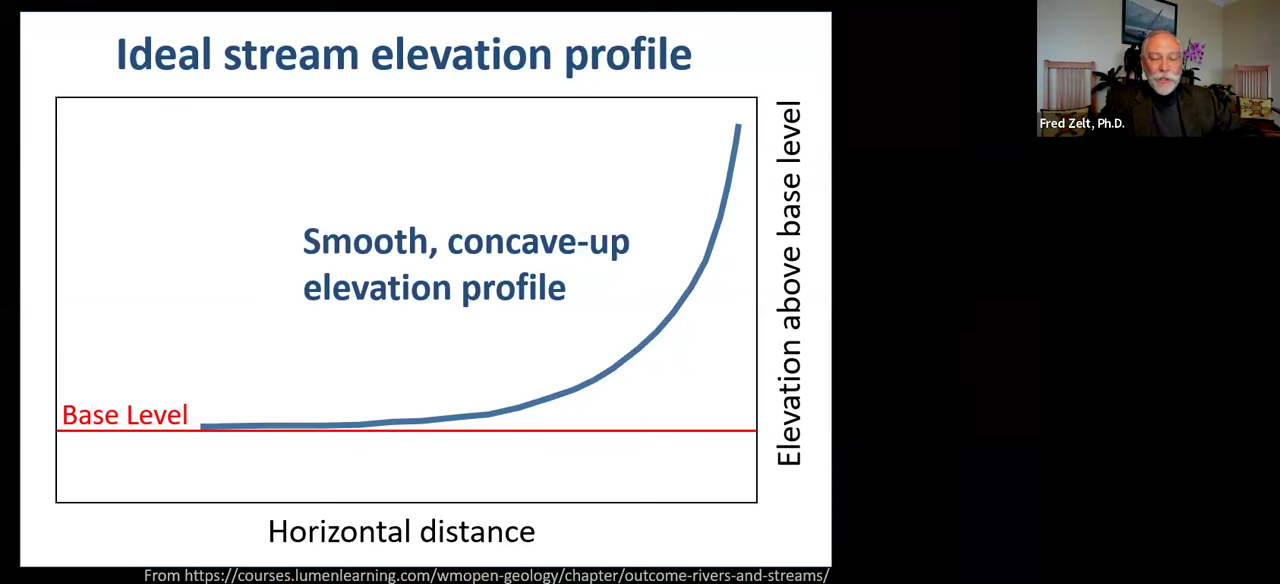 Ideal stream elevation profile
Smooth, concave-up
elevation profile
Base Level
Elevation above base level
Horizontal distance
From https://courses.lumenlearning.com/wmopen-geology/chapter/outcome-rivers-and-streams/
Fred Zelt, Ph.D.